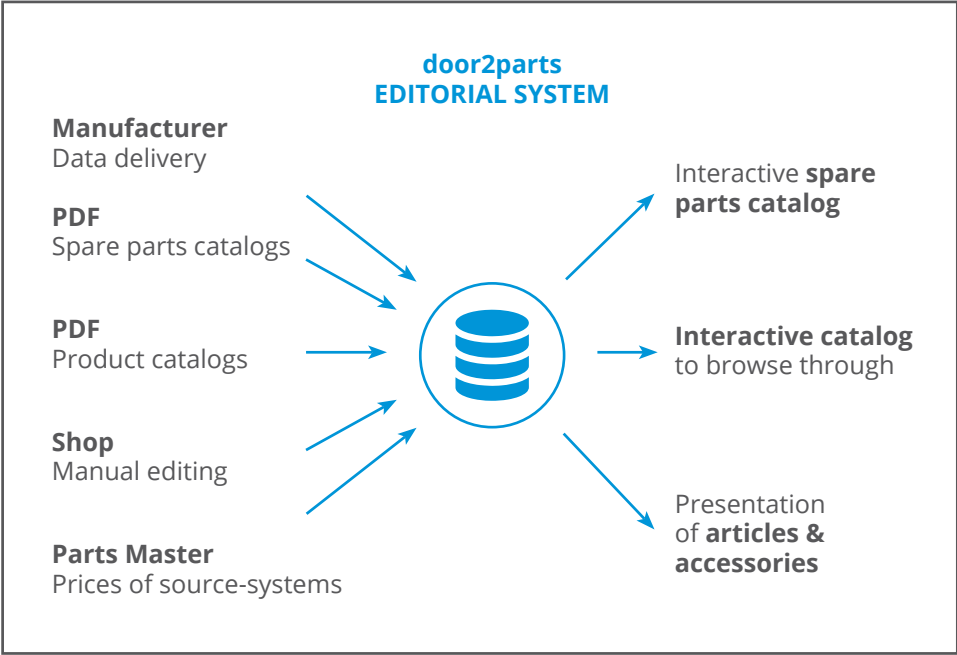 door2parts
EDITORIAL SYSTEM
Manufacturer
Data delivery
PDF
Spare parts catalogs
PDF
Product catalogs
Shop
Manual editing
Parts Master
Prices of source-systems
Interactive spare
parts catalog
Interactive catalog
to browse through
Presentation
of articles &
accessories